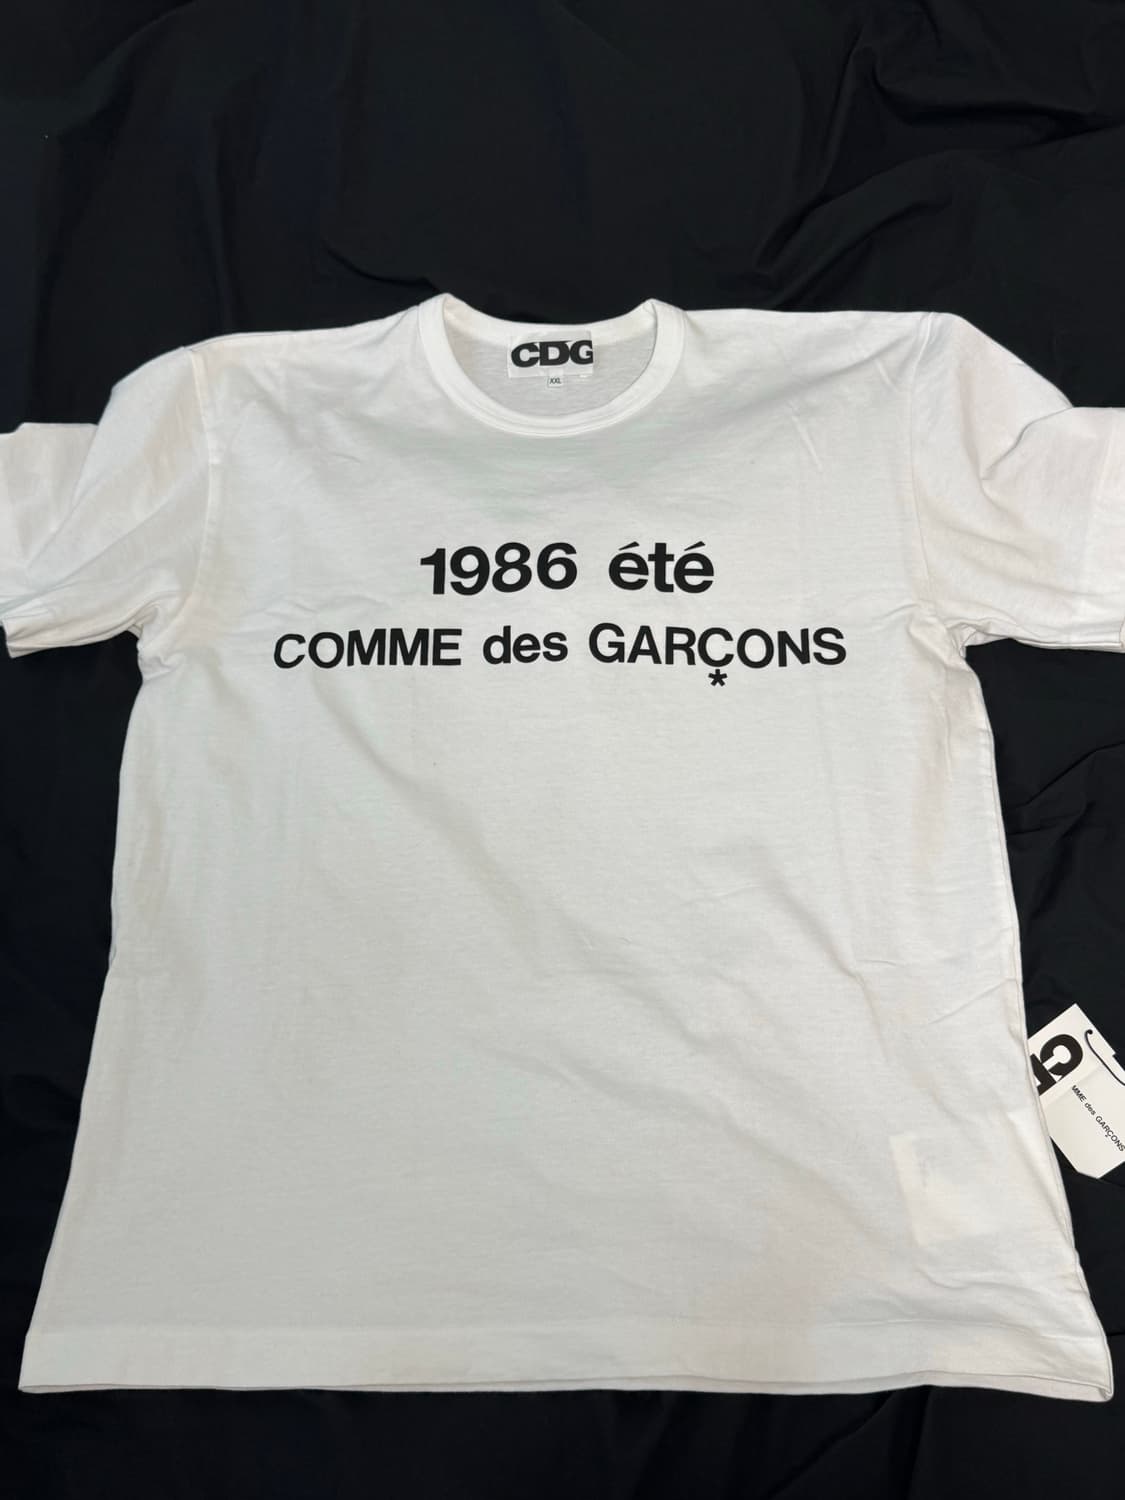 CDG
XXL
1986 été
COMME des GARÇONS
*
MME des GARÇONS